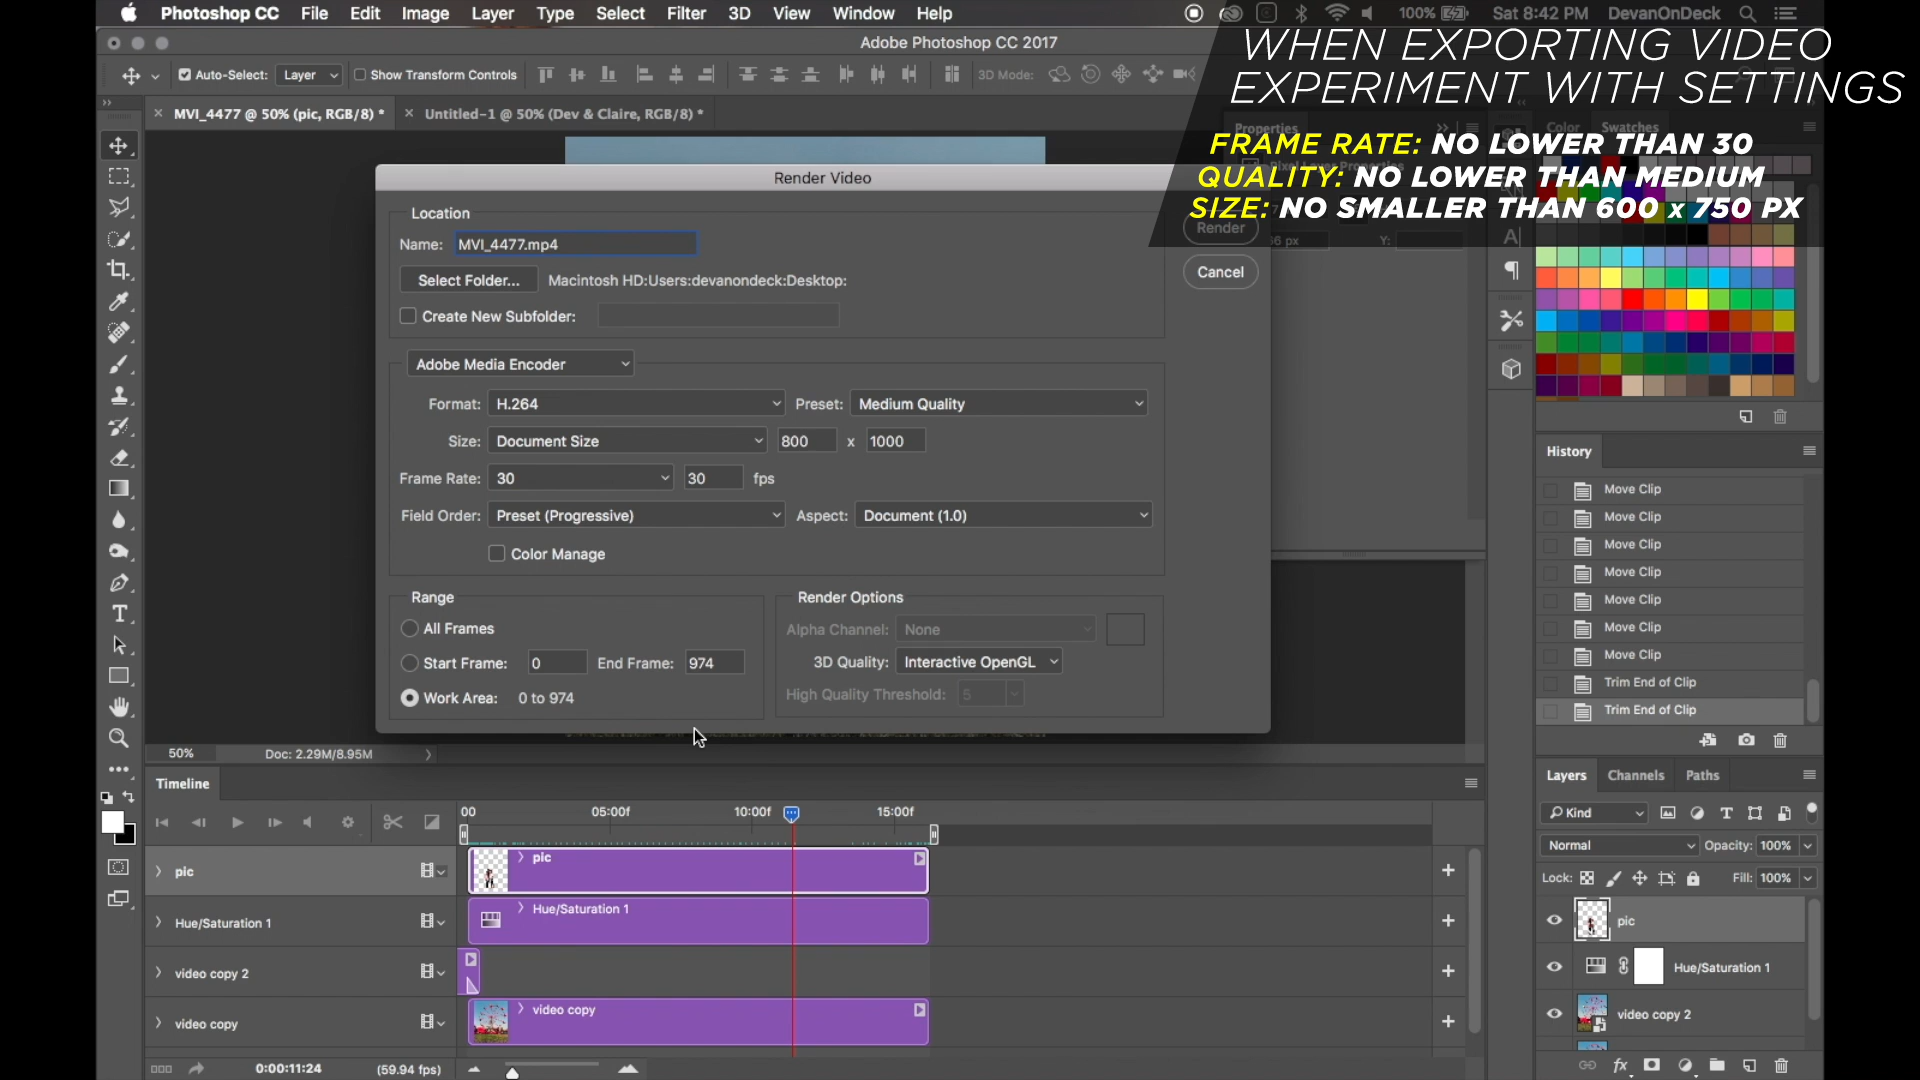 Photoshop CC File Edit Image Layer Type Select Filter 3D View Window Help
100% Sat 8:42 PM DevanOnDeck
WHEN EXPORTING VIDEO
EXPERIMENT WITH SETTINGS
FRAME RATE: NO LOWER THAN 30
QUALITY: NO LOWER THAN MEDIUM
SIZE: NO SMALLER THAN 600 x 750 PX
Adobe Photoshop CC 2017
Auto-Select: Layer Show Transform Controls 3D Mode:
MVI_4477 @ 50% (pic, RGB/8) * Untitled-1 @ 50% (Dev & Claire, RGB/8) *
Properties
Color Swatches
Pixel Layer Properties
Render Video
Location
Name: MVI_4477.mp4
Render
Y:
Select Folder... Macintosh HD:Users:devanondeck:Desktop:
Cancel
Create New Subfolder:
Adobe Media Encoder
Format: H.264 Preset: Medium Quality
Size: Document Size 800 x 1000
Frame Rate: 30 30 fps
Field Order: Preset (Progressive) Aspect: Document (1.0)
Color Manage
Range
All Frames
Start Frame: 0 End Frame: 974
Work Area: 0 to 974
Render Options
Alpha Channel: None
3D Quality: Interactive OpenGL
High Quality Threshold: 5
History
Move Clip
Move Clip
Move Clip
Move Clip
Move Clip
Move Clip
Move Clip
Trim End of Clip
Trim End of Clip
50% Doc: 2.29M/8.95M
Timeline
00 05:00f 10:00f 15:00f
pic pic
Hue/Saturation 1 Hue/Saturation 1
video copy 2
video copy video copy
0:00:11:24 (59.94 fps)
Layers Channels Paths
Kind
Normal Opacity: 100%
Lock: Fill: 100%
pic
Hue/Saturation 1
video copy 2
fx